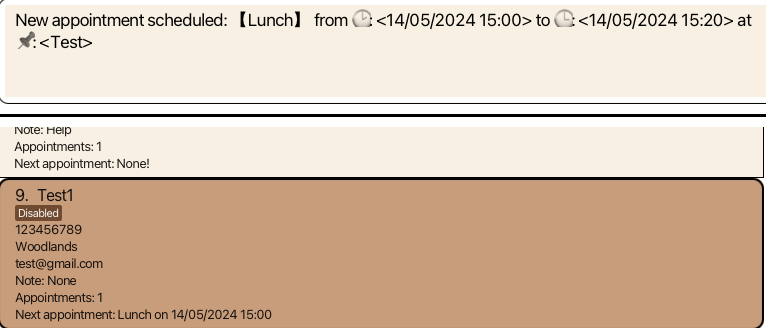 New appointment scheduled: 【Lunch】 from 🕒: <14/05/2024 15:00> to 🕒: <14/05/2024 15:20> at
📌: <Test>
Note: Help
Appointments: 1
Next appointment: None!
9. Test1
Disabled
123456789
Woodlands
test@gmail.com
Note: None
Appointments: 1
Next appointment: Lunch on 14/05/2024 15:00